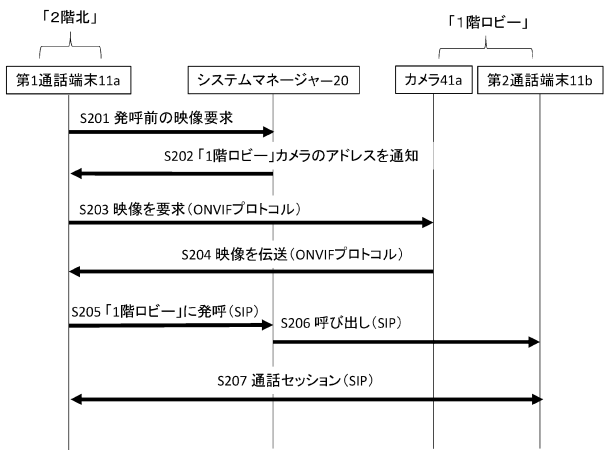 「2階北」
「1階ロビー」
第1通話端末11a
システムマネージャー20
カメラ41a
第2通話端末11b
S201 発呼前の映像要求
S202 「1階ロビー」カメラのアドレスを通知
S203 映像を要求(ONVIFプロトコル)
S204 映像を伝送(ONVIFプロトコル)
S205 「1階ロビー」に発呼(SIP)
S206 呼び出し(SIP)
S207 通話セッション(SIP)